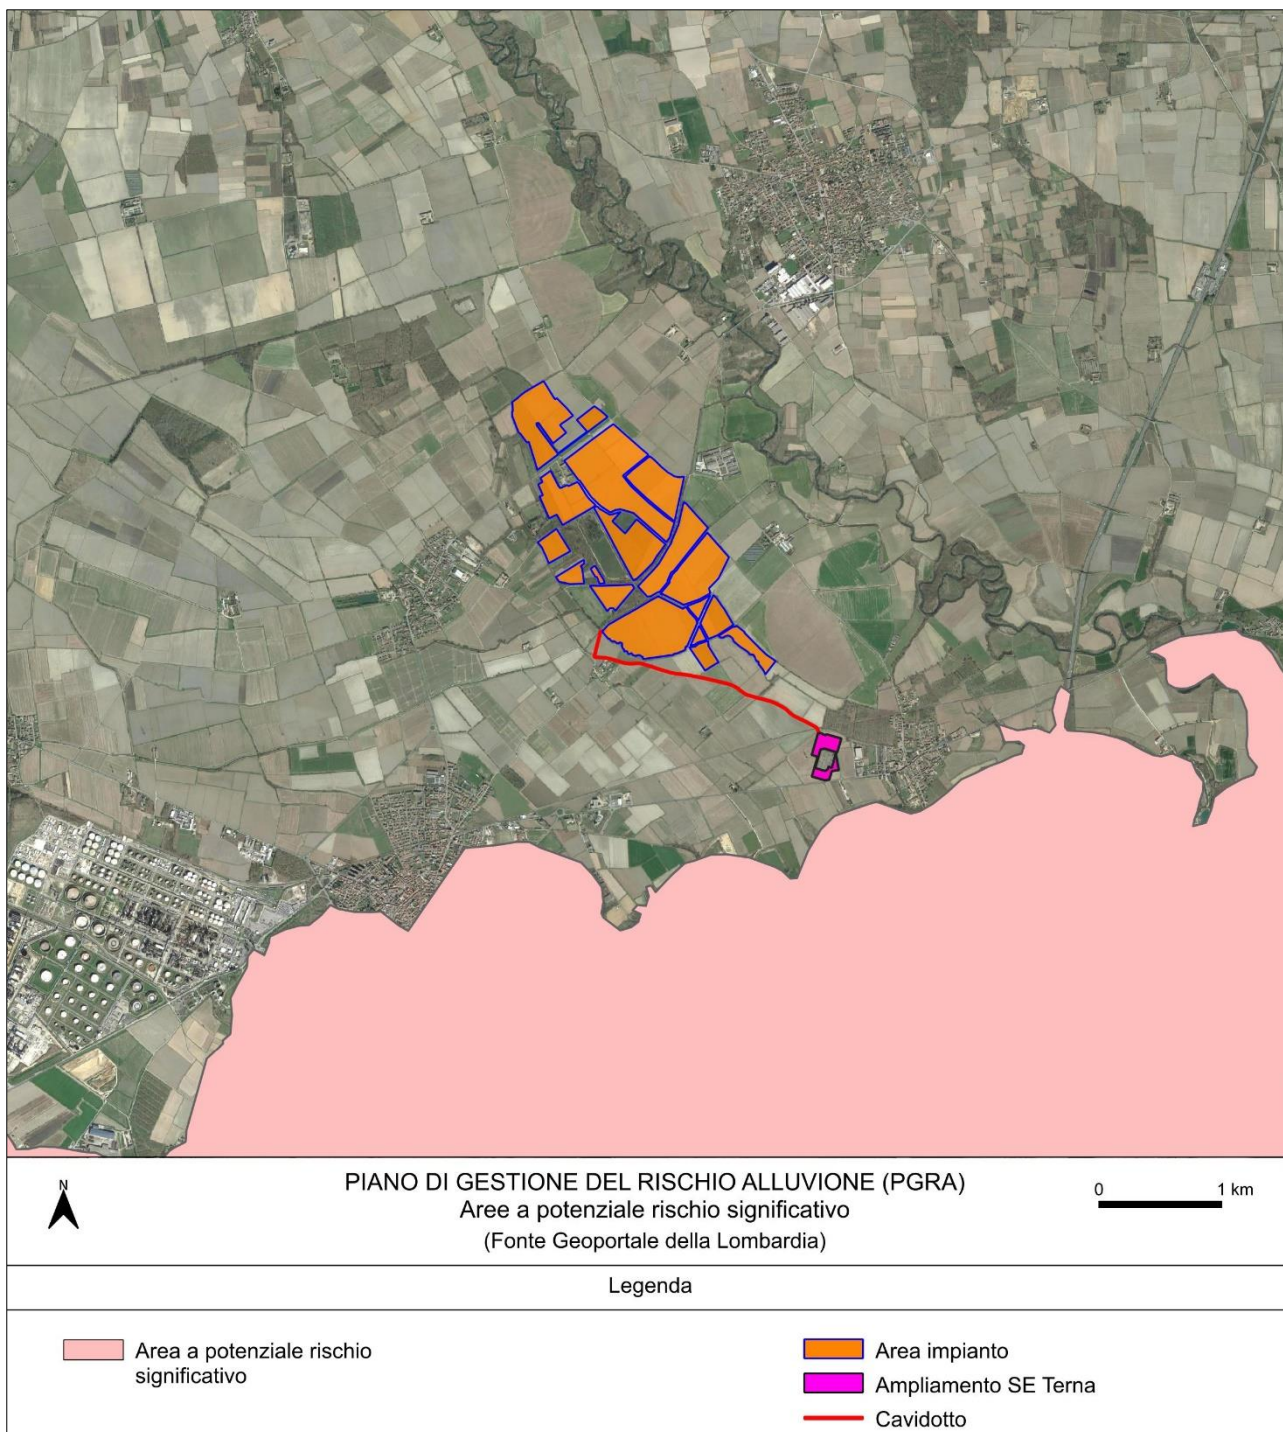 N
PIANO DI GESTIONE DEL RISCHIO ALLUVIONE (PGRA)
Aree a potenziale rischio significativo
(Fonte Geoportale della Lombardia)
0 1 km
Legenda
Area a potenziale rischio
significativo
Area impianto
Ampliamento SE Terna
Cavidotto